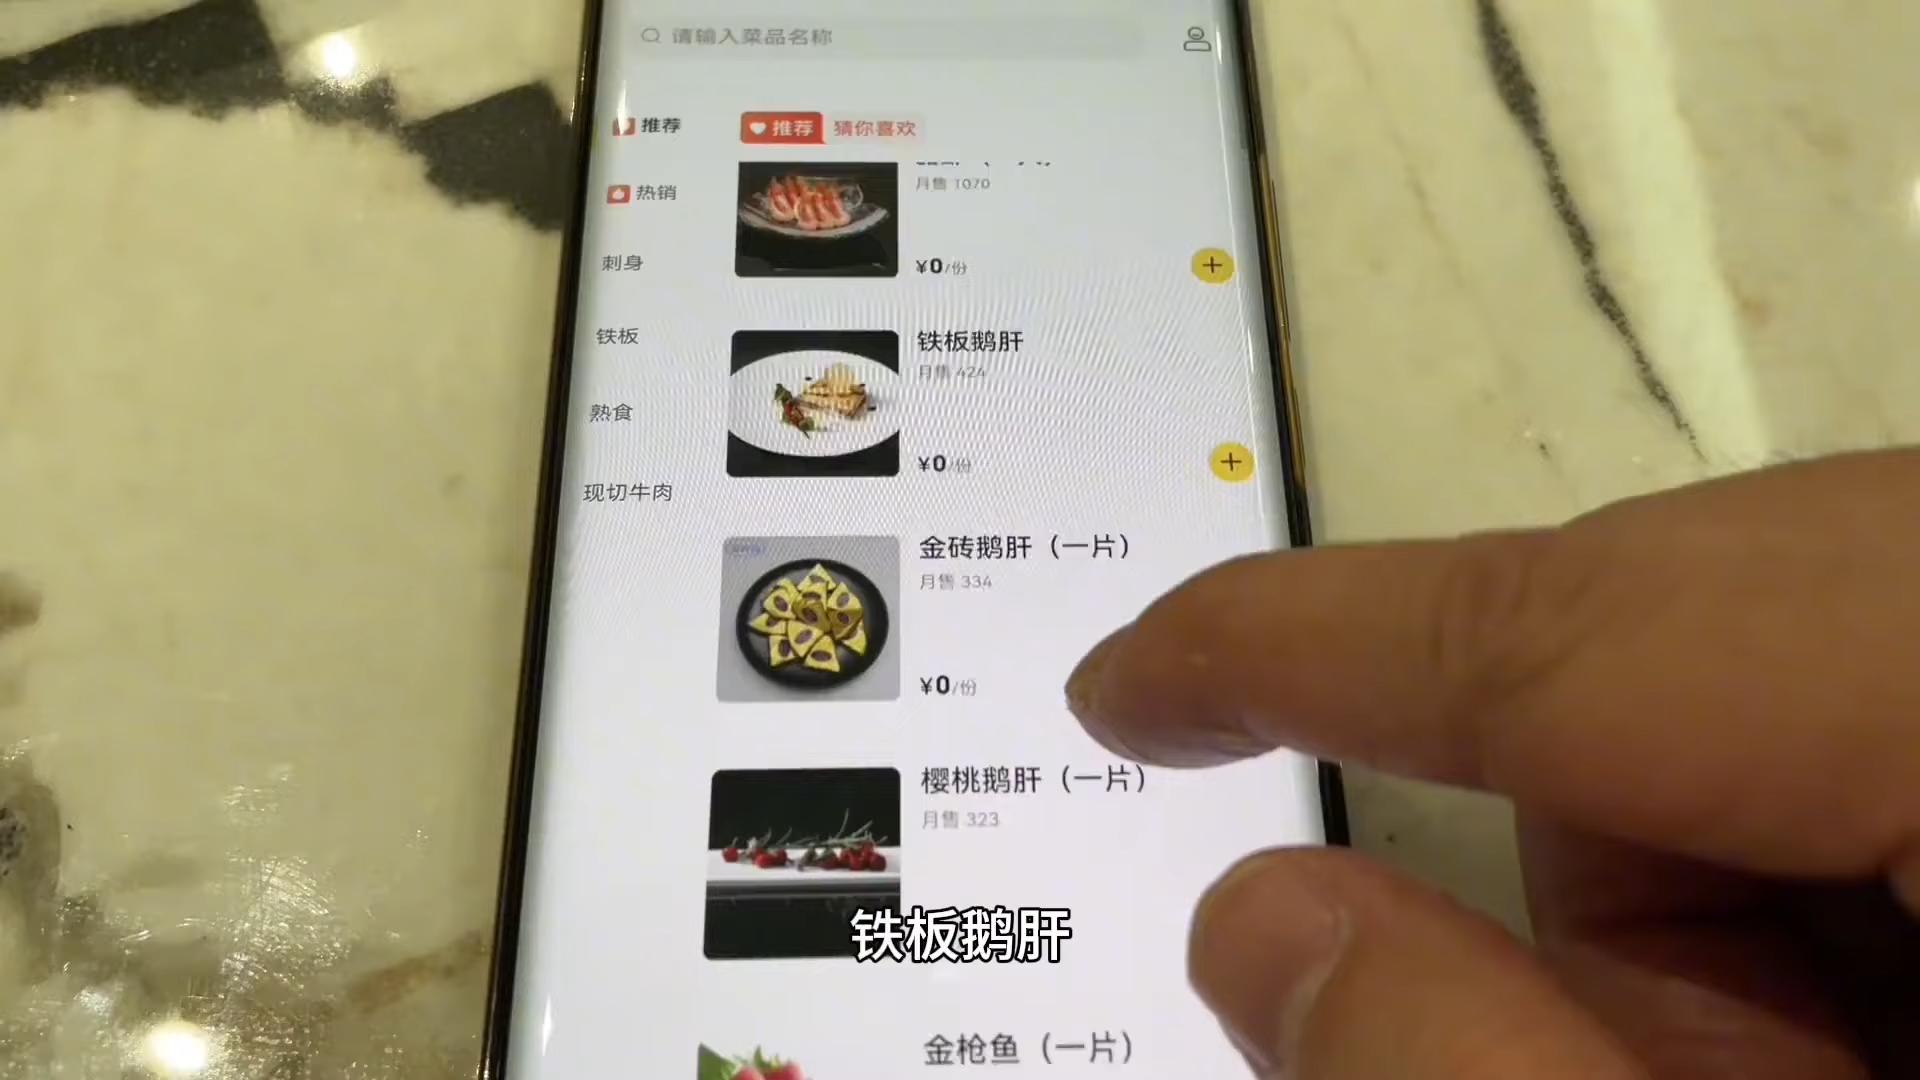 请输入菜品名称
推荐
推荐 猜你喜欢
热销
月售 1070
刺身
¥0/份
铁板
铁板鹅肝
月售 424
熟食
¥0/份
现切牛肉
金砖鹅肝（一片）
月售 334
¥0/份
樱桃鹅肝（一片）
月售 323
铁板鹅肝
金枪鱼（一片）